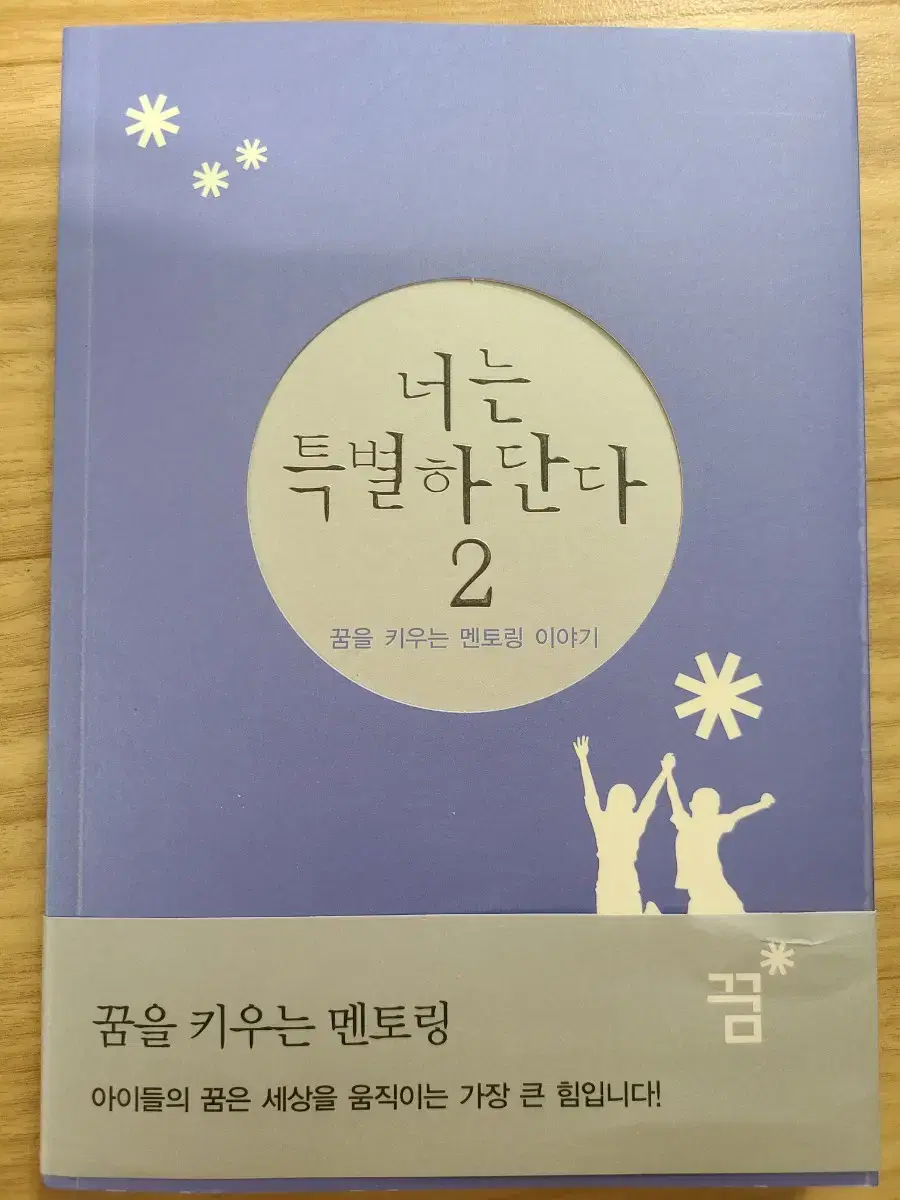 너는
특별하단다
2
꿈을 키우는 멘토링 이야기
꿈
꿈을 키우는 멘토링
아이들의 꿈은 세상을 움직이는 가장 큰 힘입니다!